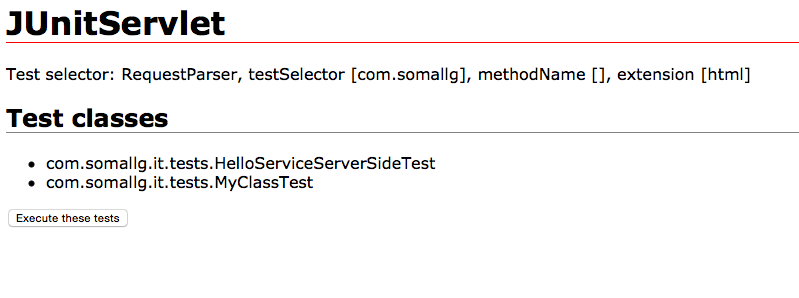 JUnitServlet
Test selector: RequestParser, testSelector [com.somallg], methodName [], extension [html]
Test classes
• com.somallg.it.tests.HelloServiceServerSideTest
• com.somallg.it.tests.MyClassTest
Execute these tests